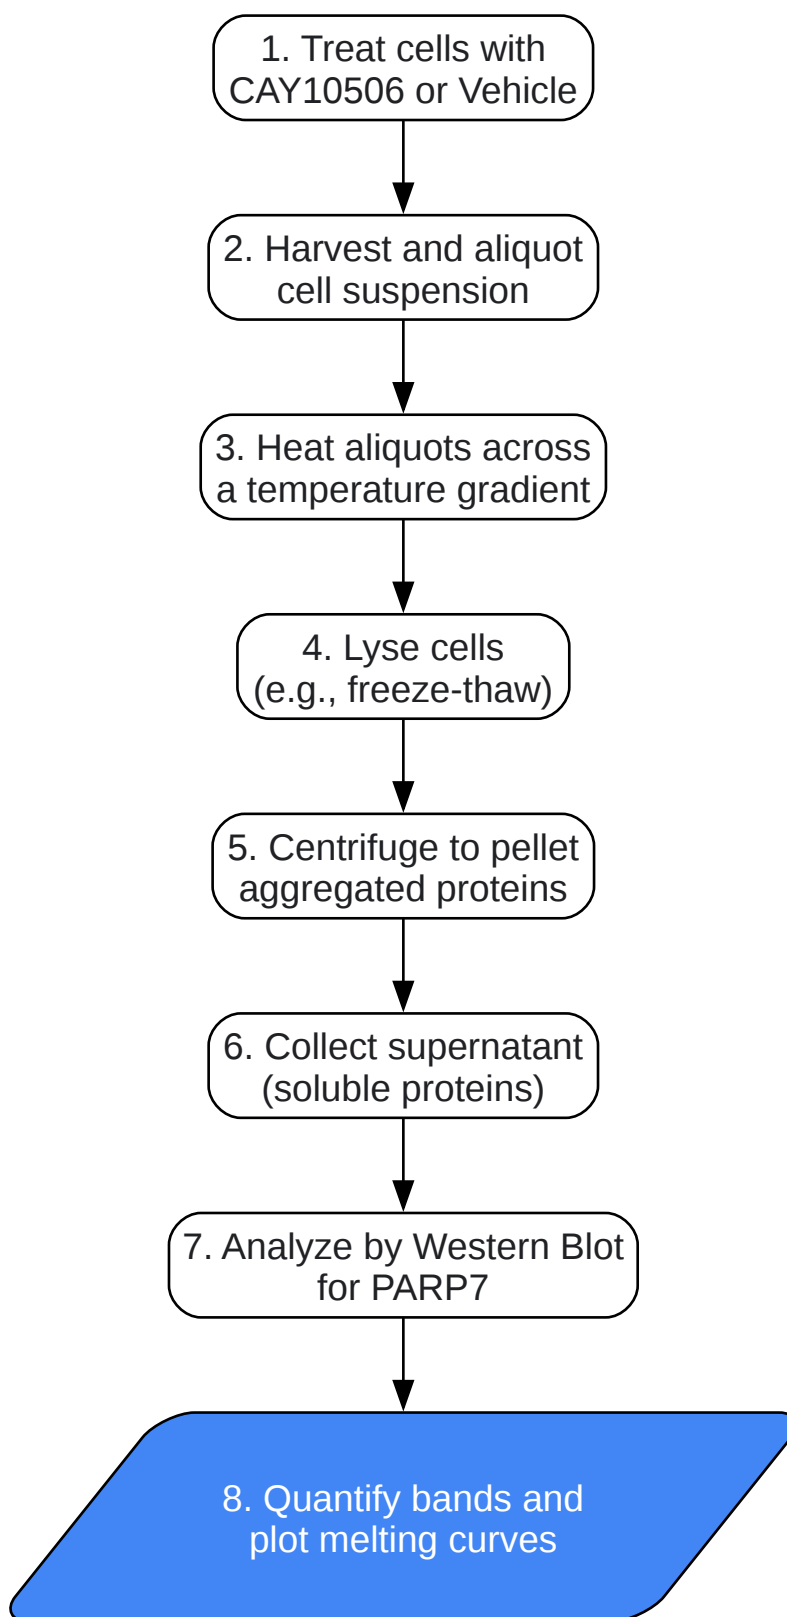 1. Treat cells with
CAY10506 or Vehicle
2. Harvest and aliquot
cell suspension
3. Heat aliquots across
a temperature gradient
4. Lyse cells
(e.g., freeze-thaw)
5. Centrifuge to pellet
aggregated proteins
6. Collect supernatant
(soluble proteins)
7. Analyze by Western Blot
for PARP7
8. Quantify bands and
plot melting curves